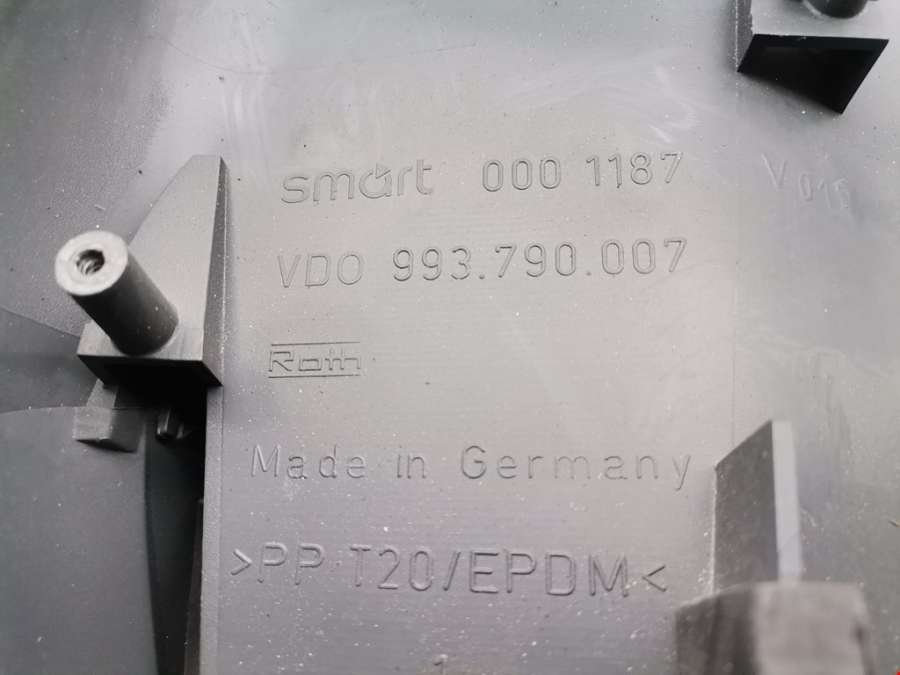 smart 000 1187
VDO 993.790.007
Roth
Made in Germany
>PP T20/EPDM<